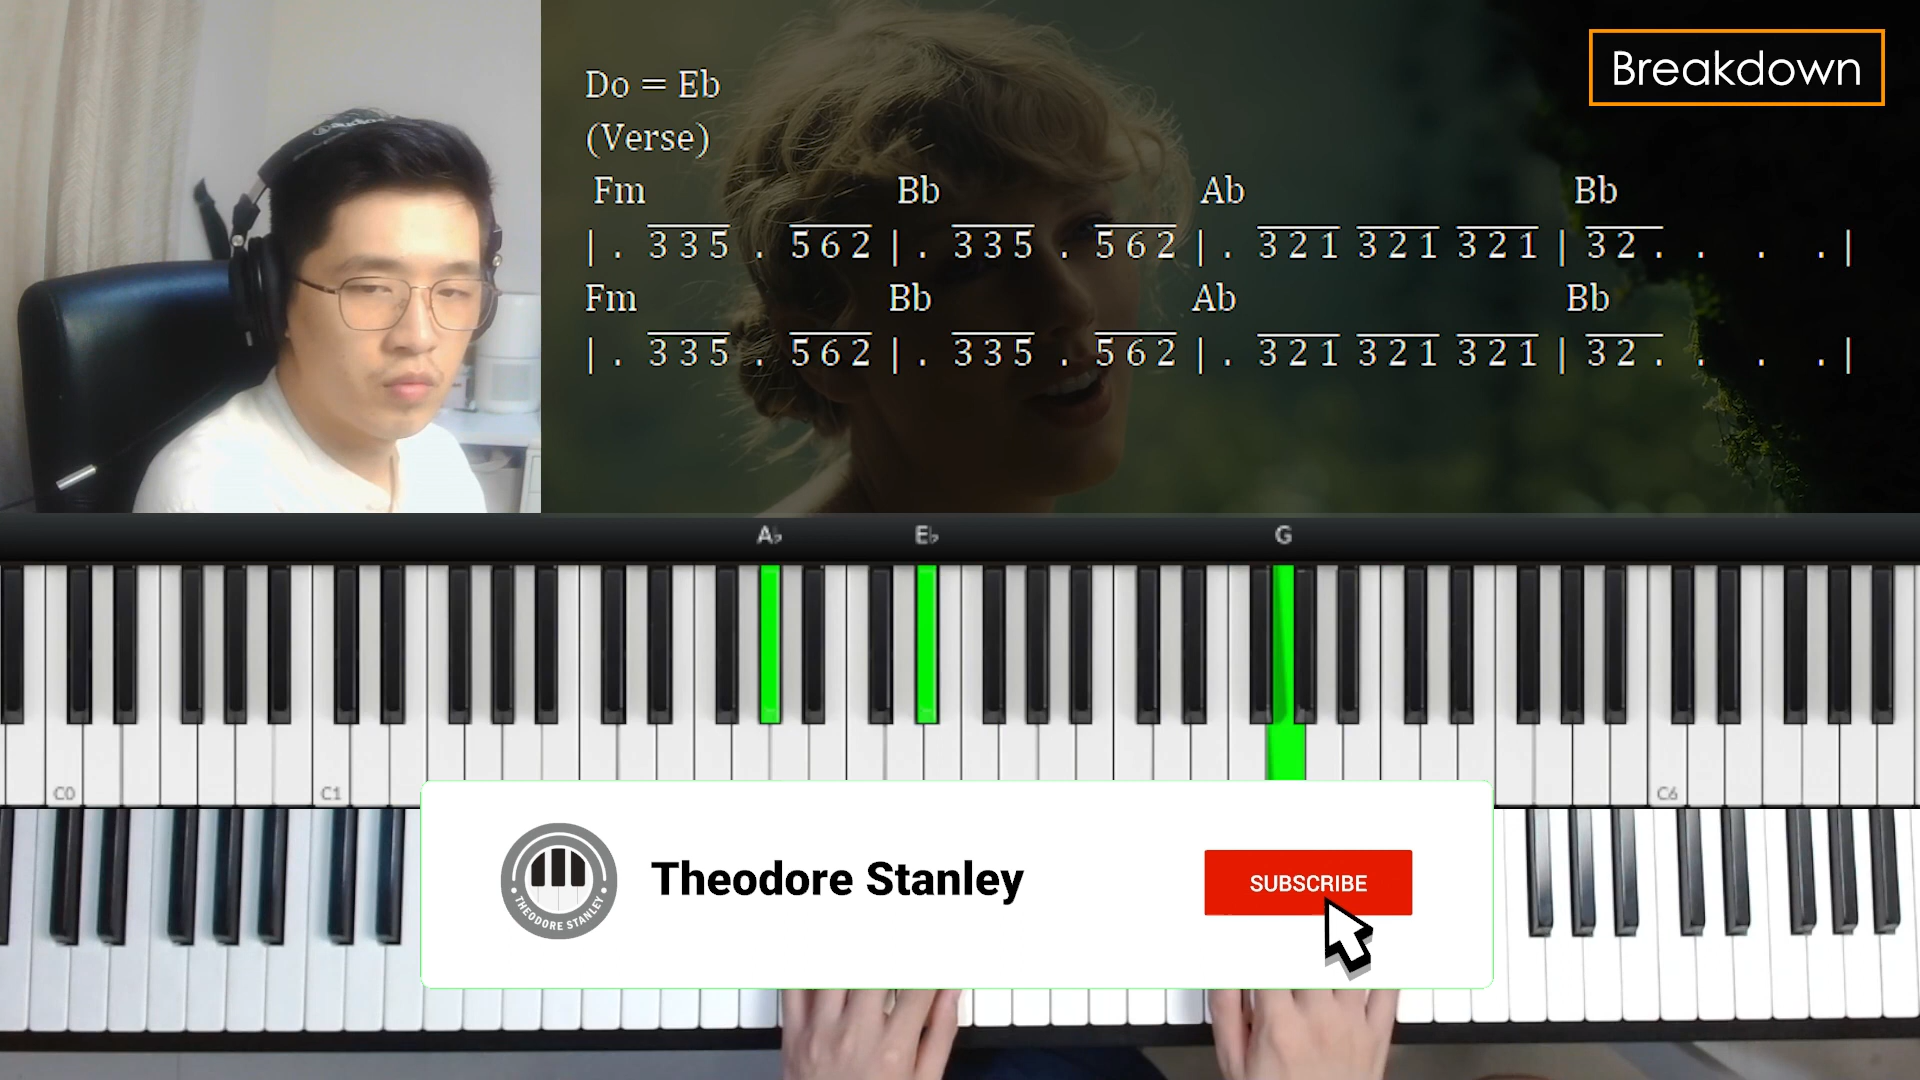 Breakdown
Do = Eb
(Verse)
Fm Bb Ab Bb
| . 3 3 5 . 5 6 2 | . 3 3 5 . 5 6 2 | . 3 2 1 3 2 1 3 2 1 | 3 2 . . . . |
Fm Bb Ab Bb
| . 3 3 5 . 5 6 2 | . 3 3 5 . 5 6 2 | . 3 2 1 3 2 1 3 2 1 | 3 2 . . . . |
A♭ E♭ G
C0 C1 C6
THEODORE STANLEY
Theodore Stanley
SUBSCRIBE